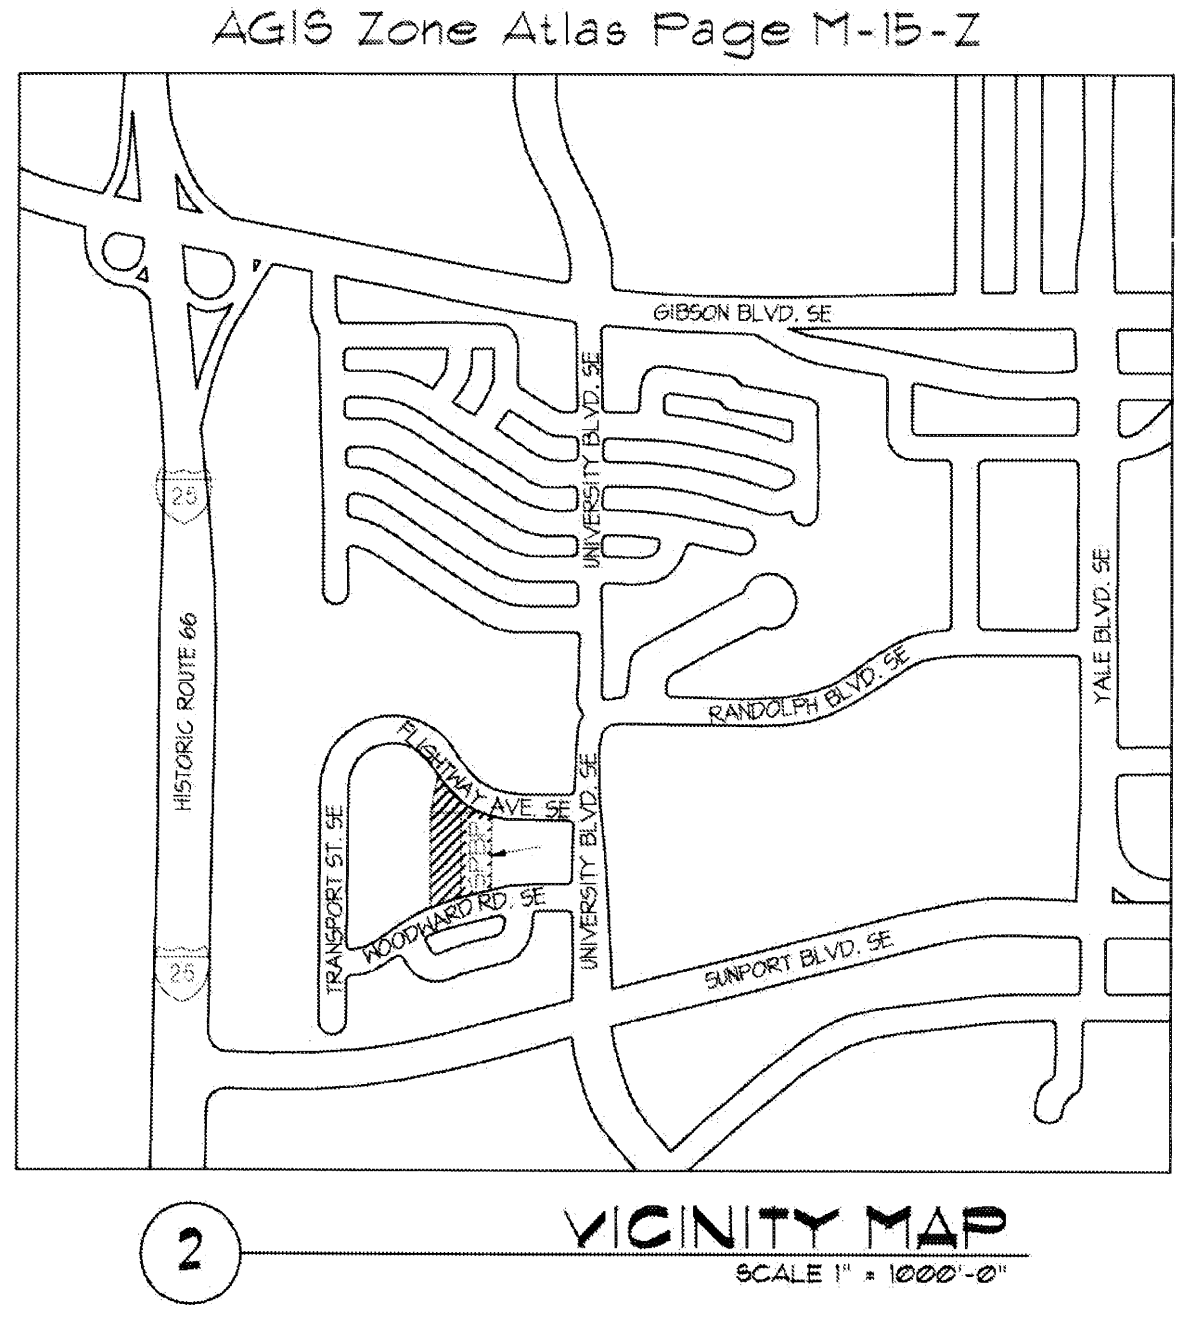 AGIS Zone Atlas Page M-15-Z
GIBSON BLVD. SE
UNIVERSITY BLVD. SE
25
YALE BLVD. SE
HISTORIC ROUTE 66
RANDOLPH BLVD. SE
FLIGHTWAY AVE. SE
UNIVERSITY BLVD. SE
TRANSPORT ST. SE
WOODWARD RD. SE
SUNPORT BLVD. SE
25
2
VICINITY MAP
SCALE 1" = 1000'-0"